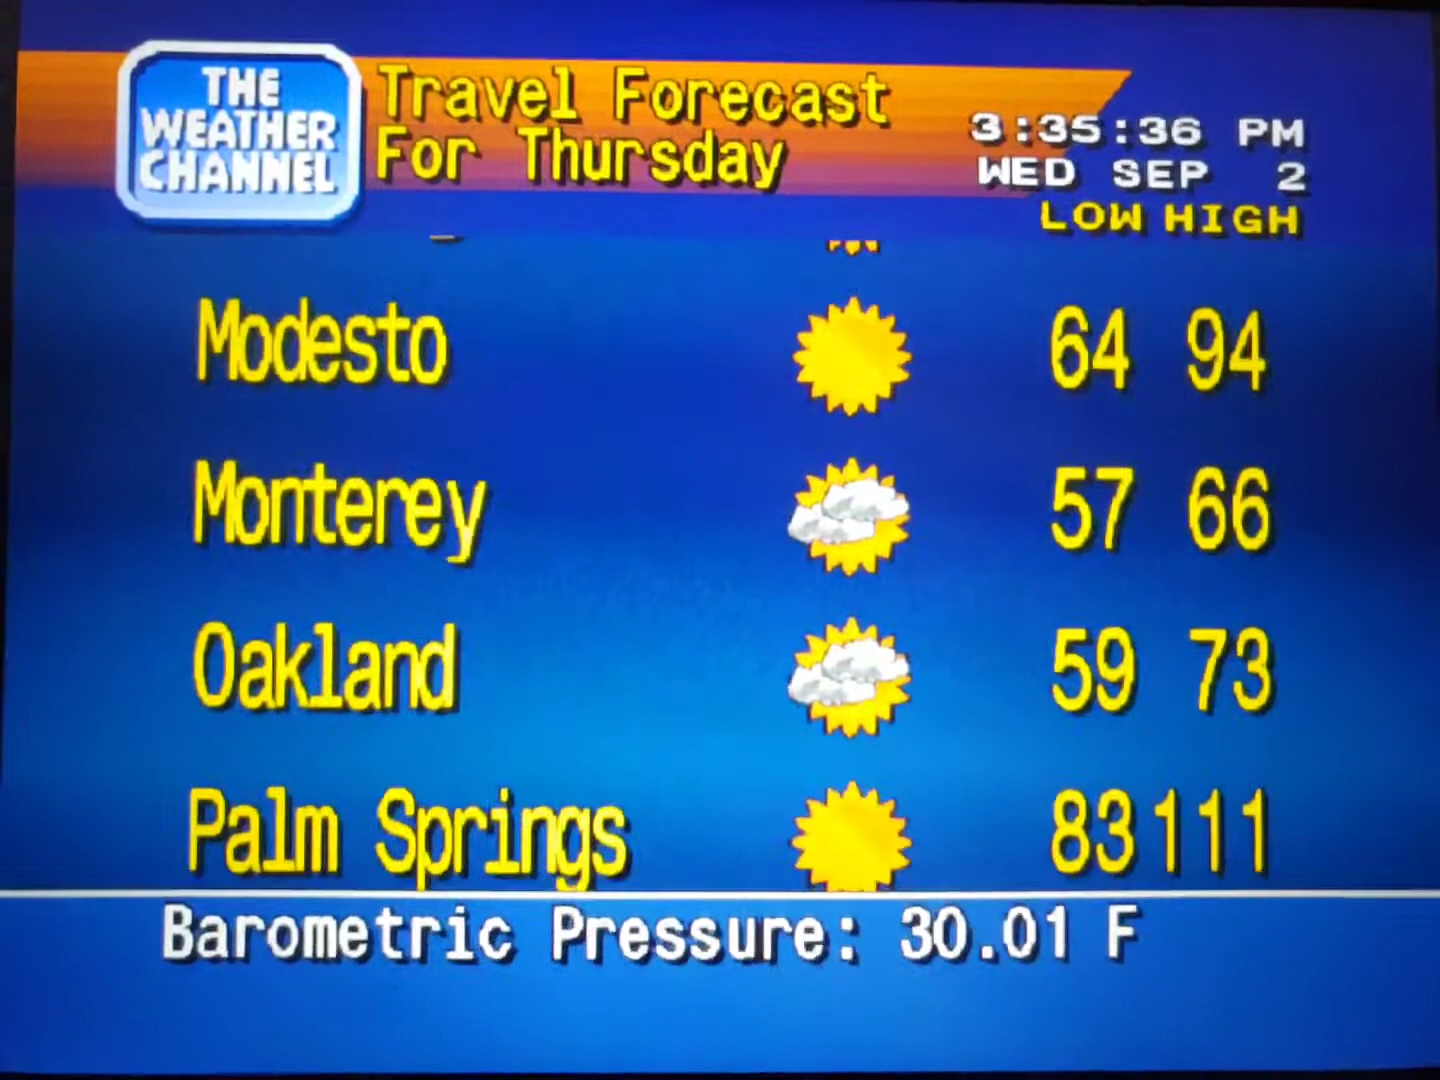 THE
WEATHER
CHANNEL
Travel Forecast
For Thursday
3:35:36 PM
WED SEP 2
LOW HIGH
Modesto 64 94
Monterey 57 66
Oakland 59 73
Palm Springs 83 111
Barometric Pressure: 30.01 F